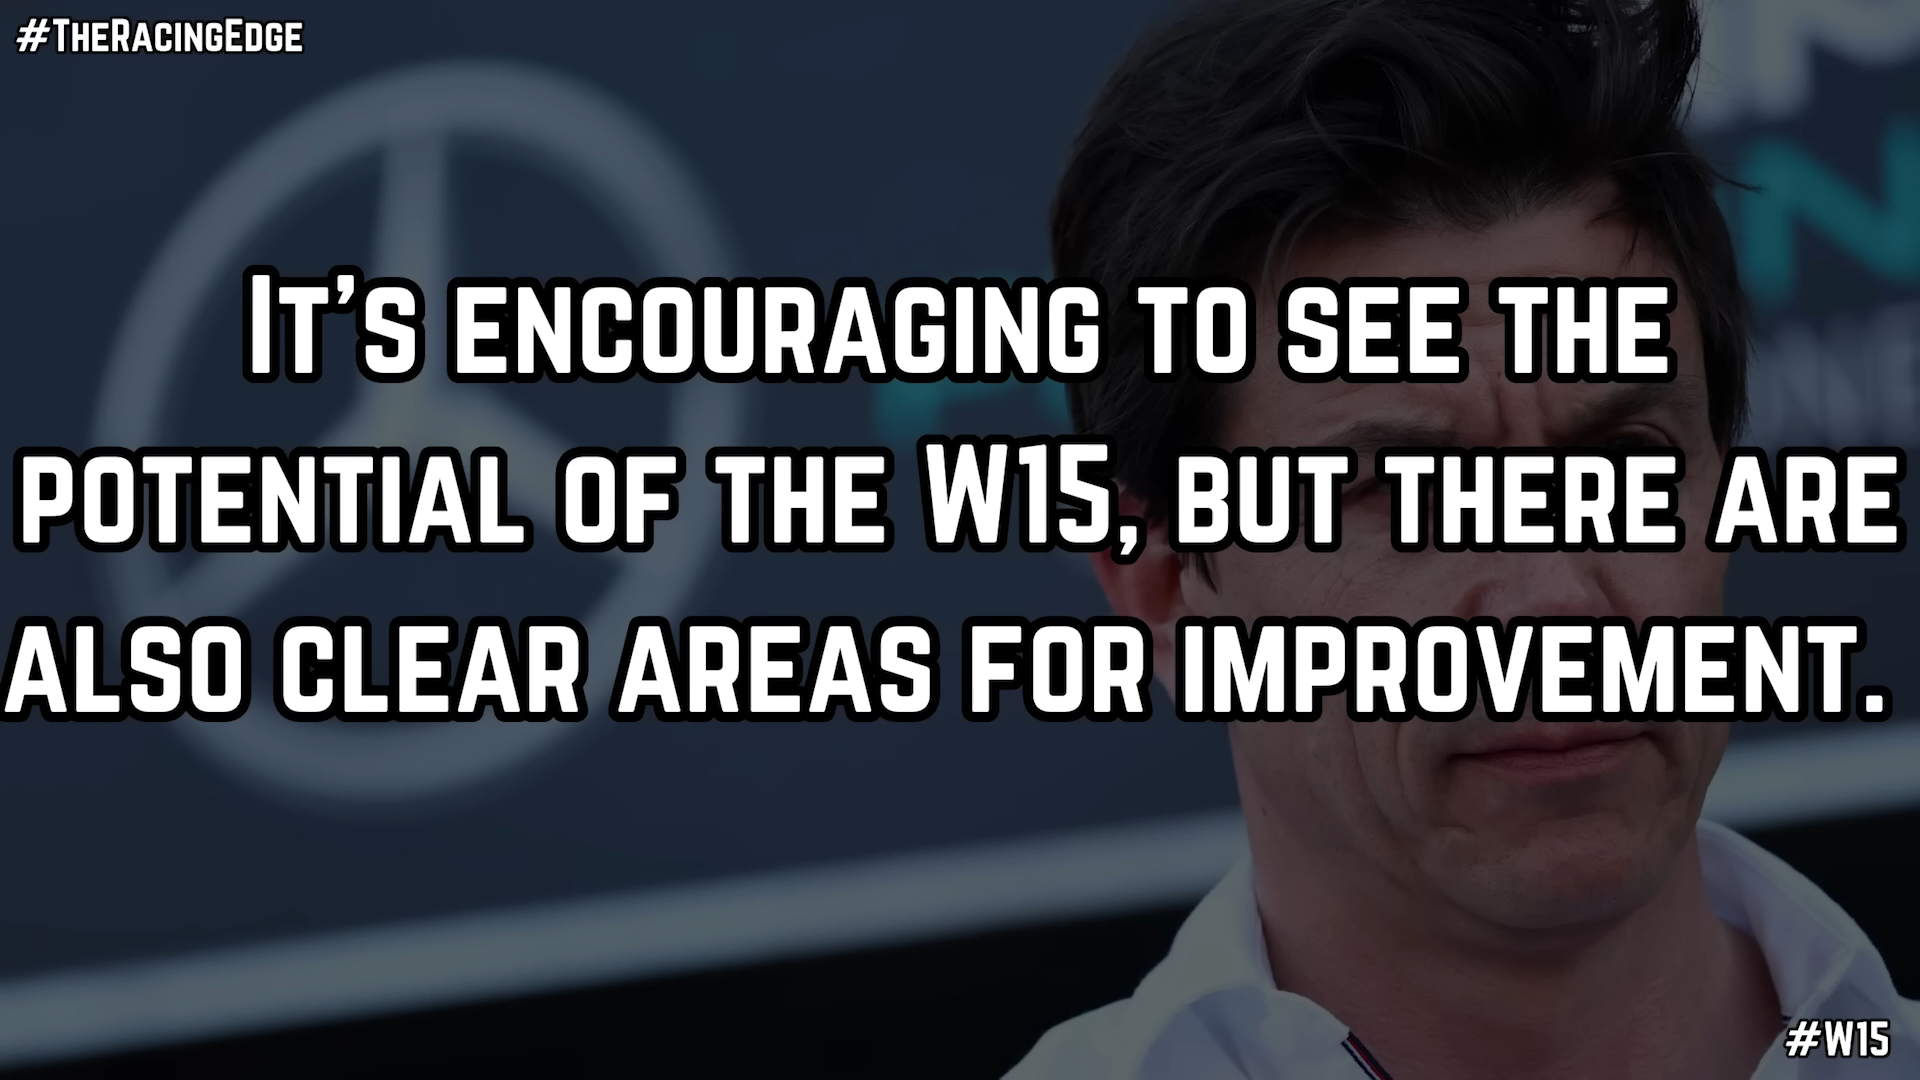 #TheRacingEdge
It's encouraging to see the
potential of the W15, but there are
also clear areas for improvement.
#W15